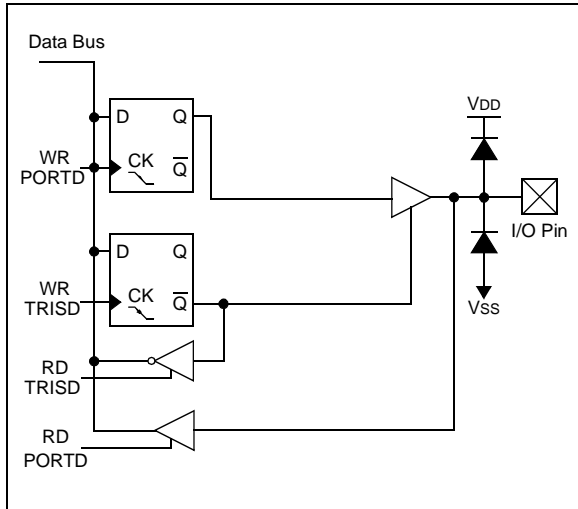 Data Bus
VDD
D Q
WR
PORTD
CK Q
I/O Pin
D Q
WR
TRISD
CK Q
VSS
RD
TRISD
RD
PORTD